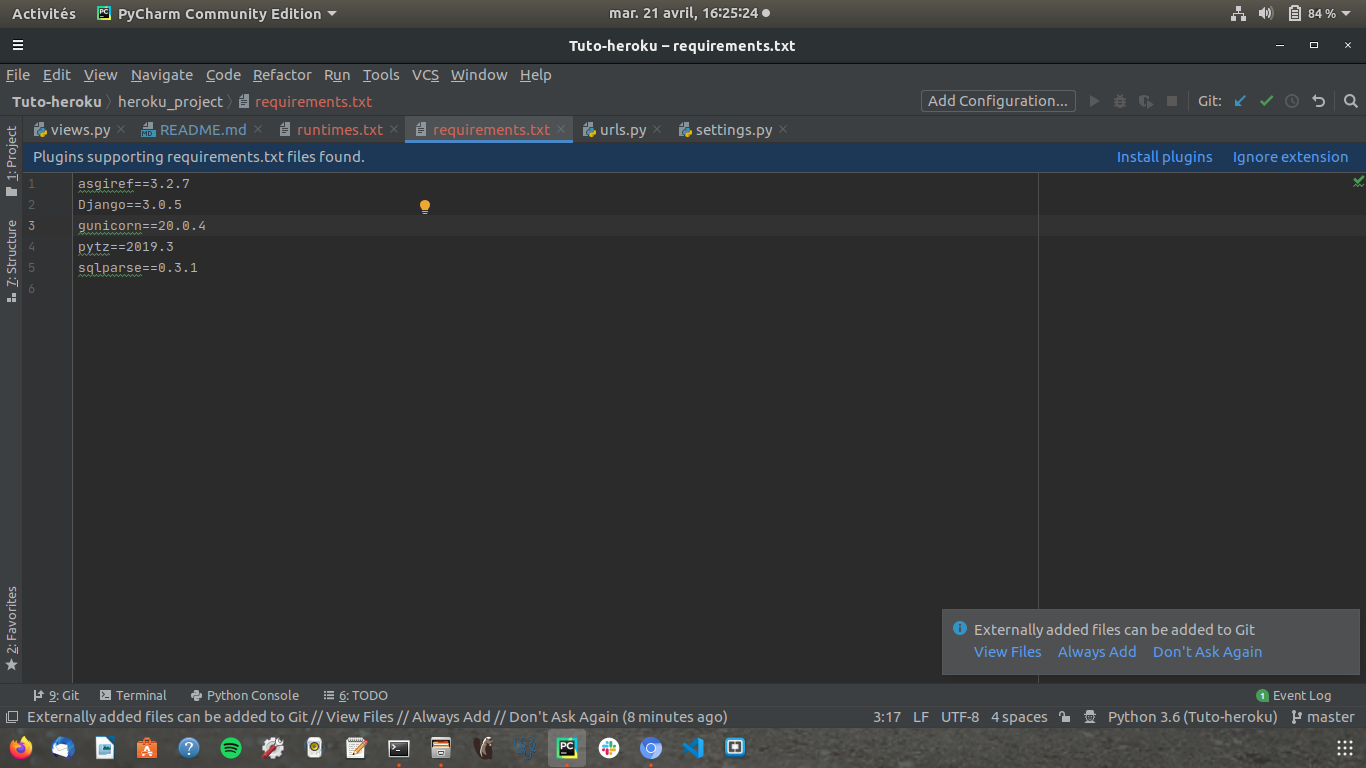 Activités PyCharm Community Edition mar. 21 avril, 16:25:24 84 %
Tuto-heroku – requirements.txt
File Edit View Navigate Code Refactor Run Tools VCS Window Help
Tuto-heroku heroku_project requirements.txt Add Configuration... Git:
views.py README.md runtimes.txt requirements.txt urls.py settings.py
Plugins supporting requirements.txt files found. Install plugins Ignore extension
1: Project
7: Structure
2: Favorites
1 asgiref==3.2.7
2 Django==3.0.5
3 gunicorn==20.0.4
4 pytz==2019.3
5 sqlparse==0.3.1
6
Externally added files can be added to Git
View Files Always Add Don't Ask Again
9: Git Terminal Python Console 6: TODO 1 Event Log
Externally added files can be added to Git // View Files // Always Add // Don't Ask Again (8 minutes ago) 3:17 LF UTF-8 4 spaces Python 3.6 (Tuto-heroku) master